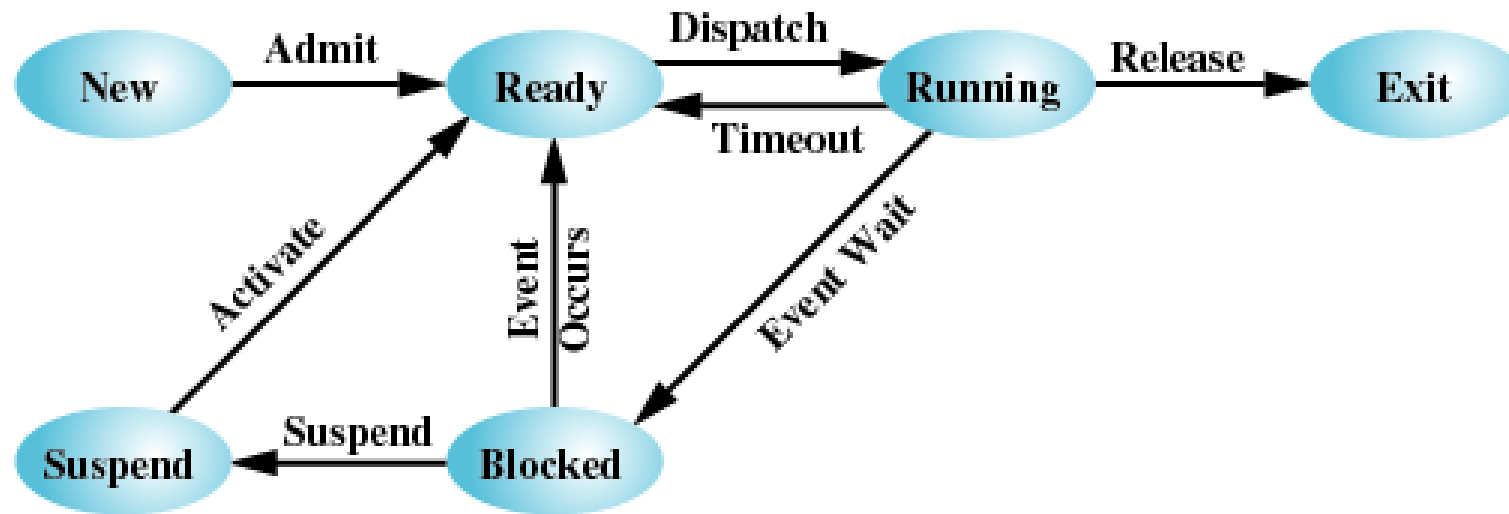 Dispatch
Admit
Release
New
Ready
Running
Exit
Timeout
Activate
Event
Occurs
Event Wait
Suspend
Suspend
Blocked